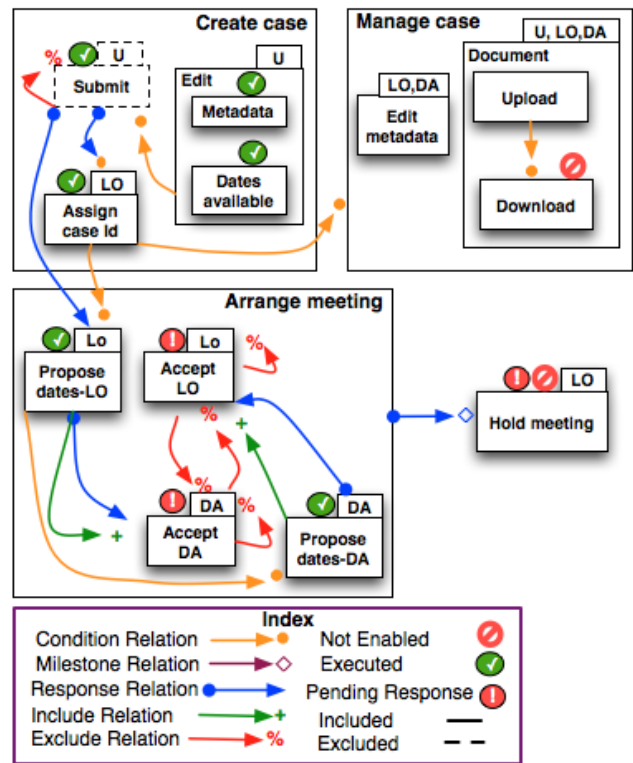 Create case
% U
Submit
U
Edit
Metadata
Dates
available
LO
Assign
case Id
Manage case
U, LO,DA
Document
LO,DA
Edit
metadata
Upload
Download
Arrange meeting
Lo
Propose
dates-LO
Lo
Accept
LO
%
%
+
%
DA
Accept
DA
%
+
DA
Propose
dates-DA
LO
Hold meeting
Index
Condition Relation Not Enabled
Milestone Relation Executed
Response Relation Pending Response
Include Relation + Included
Exclude Relation % Excluded